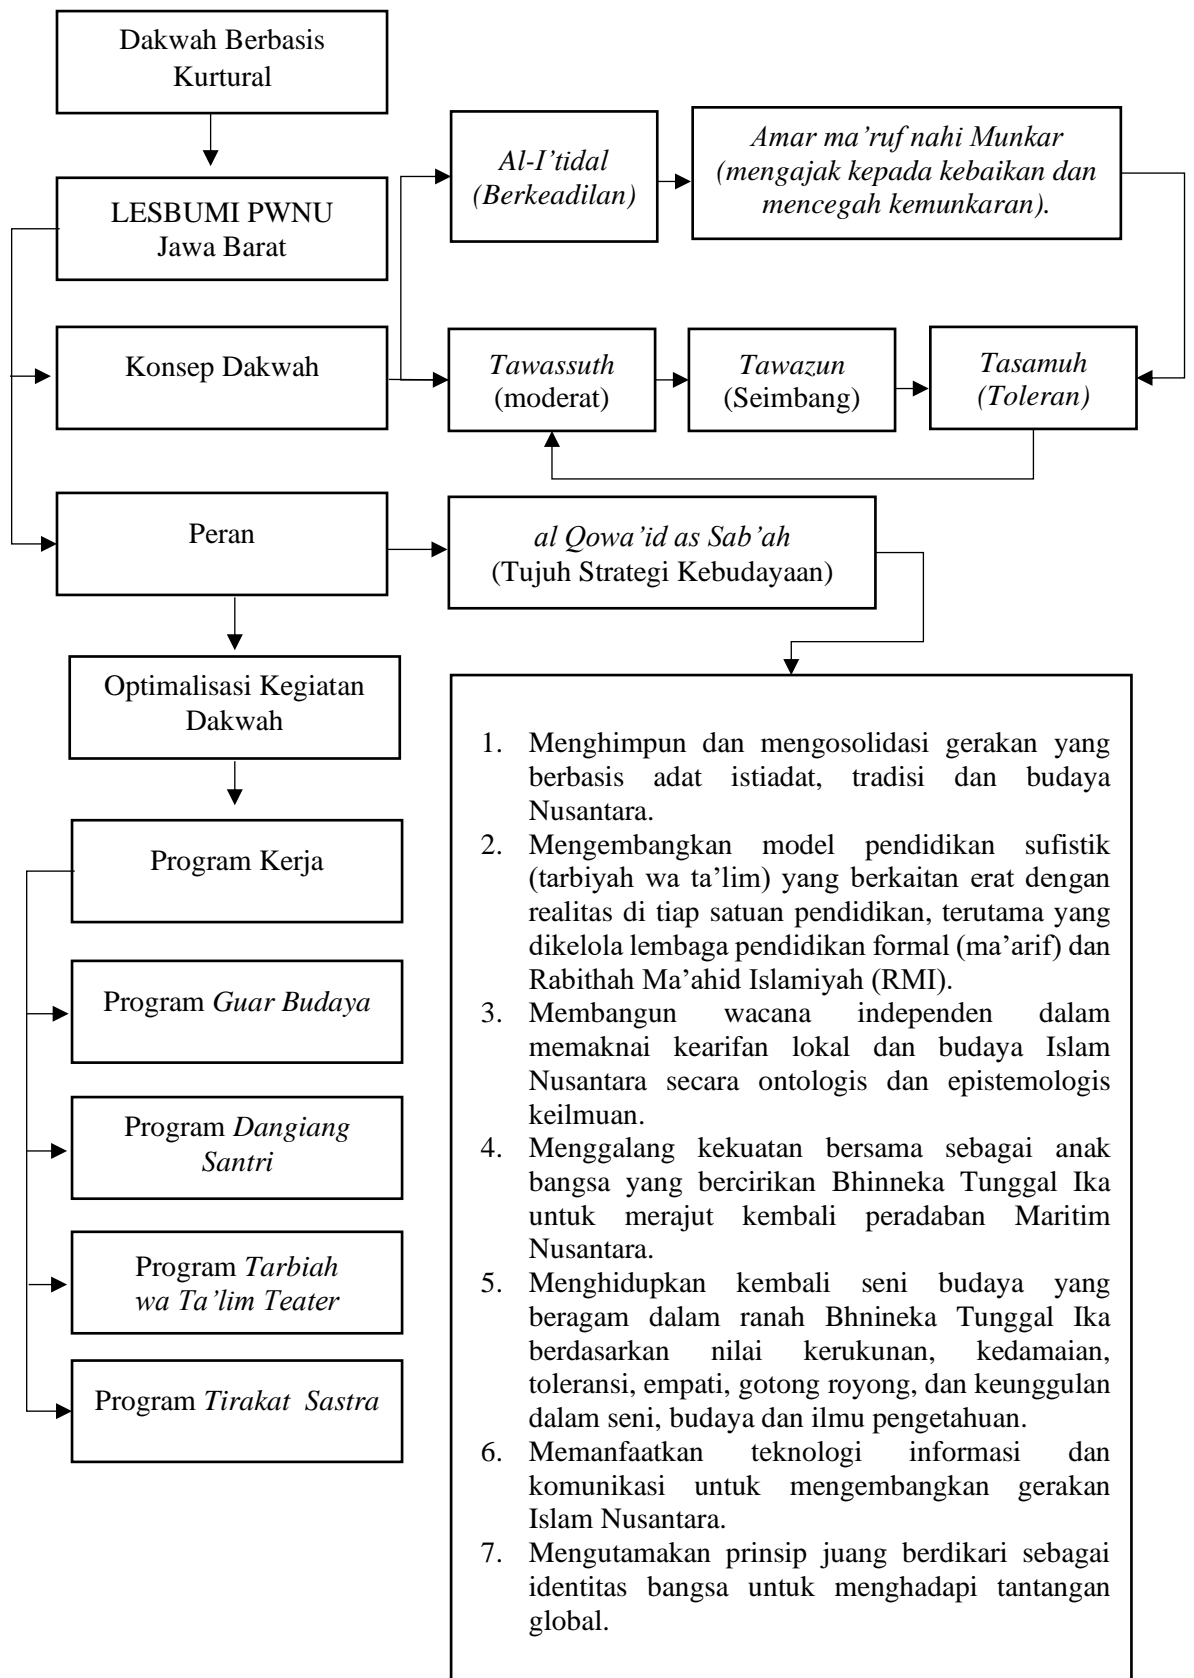 Dakwah Berbasis
Kurtural
LESBUMI PWNU
Jawa Barat
Al-I’tidal
(Berkeadilan)
Amar ma’ruf nahi Munkar
(mengajak kepada kebaikan dan
mencegah kemunkaran).
Konsep Dakwah
Tawassuth
(moderat)
Tawazun
(Seimbang)
Tasamuh
(Toleran)
Peran
al Qowa’id as Sab’ah
(Tujuh Strategi Kebudayaan)
Optimalisasi Kegiatan
Dakwah
Program Kerja
Program Guar Budaya
Program Dangiang
Santri
Program Tarbiah
wa Ta’lim Teater
Program Tirakat Sastra
1. Menghimpun dan mengosolidasi gerakan yang
berbasis adat istiadat, tradisi dan budaya
Nusantara.
2. Mengembangkan model pendidikan sufistik
(tarbiyah wa ta’lim) yang berkaitan erat dengan
realitas di tiap satuan pendidikan, terutama yang
dikelola lembaga pendidikan formal (ma’arif) dan
Rabithah Ma’ahid Islamiyah (RMI).
3. Membangun wacana independen dalam
memaknai kearifan lokal dan budaya Islam
Nusantara secara ontologis dan epistemologis
keilmuan.
4. Menggalang kekuatan bersama sebagai anak
bangsa yang bercirikan Bhinneka Tunggal Ika
untuk merajut kembali peradaban Maritim
Nusantara.
5. Menghidupkan kembali seni budaya yang
beragam dalam ranah Bhnineka Tunggal Ika
berdasarkan nilai kerukunan, kedamaian,
toleransi, empati, gotong royong, dan keunggulan
dalam seni, budaya dan ilmu pengetahuan.
6. Memanfaatkan teknologi informasi dan
komunikasi untuk mengembangkan gerakan
Islam Nusantara.
7. Mengutamakan prinsip juang berdikari sebagai
identitas bangsa untuk menghadapi tantangan
global.